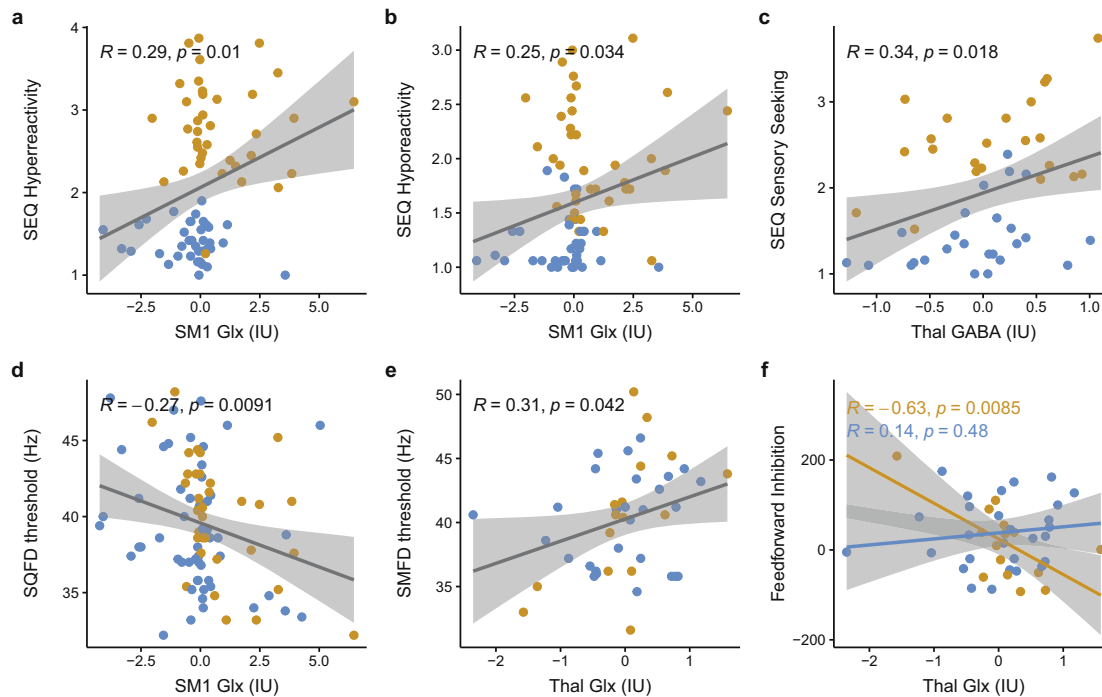 a
R = 0.29, p = 0.01
SEQ Hyperreactivity
4
3
2
1
−2.5
0.0
2.5
5.0
SM1 Glx (IU)
b
R = 0.25, p = 0.034
SEQ Hyporeactivity
3.0
2.5
2.0
1.5
1.0
−2.5
0.0
2.5
5.0
SM1 Glx (IU)
c
R = 0.34, p = 0.018
SEQ Sensory Seeking
3
2
1
−1.0
−0.5
0.0
0.5
1.0
Thal GABA (IU)
d
R = −0.27, p = 0.0091
SQFD threshold (Hz)
45
40
35
−2.5
0.0
2.5
5.0
SM1 Glx (IU)
e
R = 0.31, p = 0.042
SMFD threshold (Hz)
50
45
40
35
−2
−1
0
1
Thal Glx (IU)
f
R = −0.63, p = 0.0085
R = 0.14, p = 0.48
Feedforward Inhibition
200
0
−200
−2
−1
0
1
Thal Glx (IU)